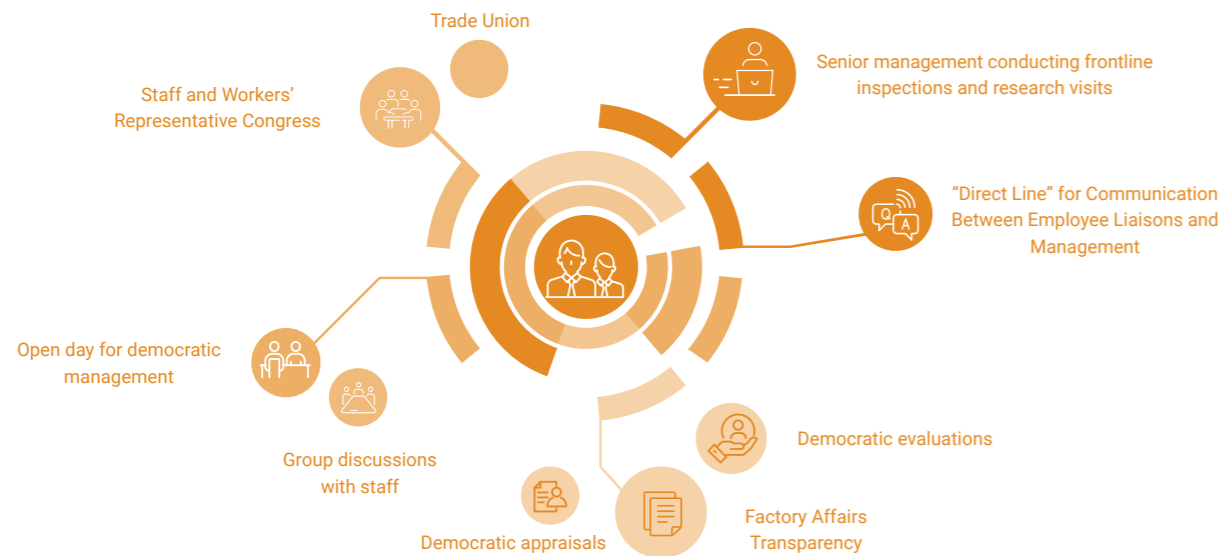 Trade Union
Staff and Workers’
Representative Congress
Senior management conducting frontline
inspections and research visits
“Direct Line” for Communication
Between Employee Liaisons and
Management
Q
A
Open day for democratic
management
Group discussions
with staff
Democratic evaluations
Democratic appraisals
Factory Affairs
Transparency